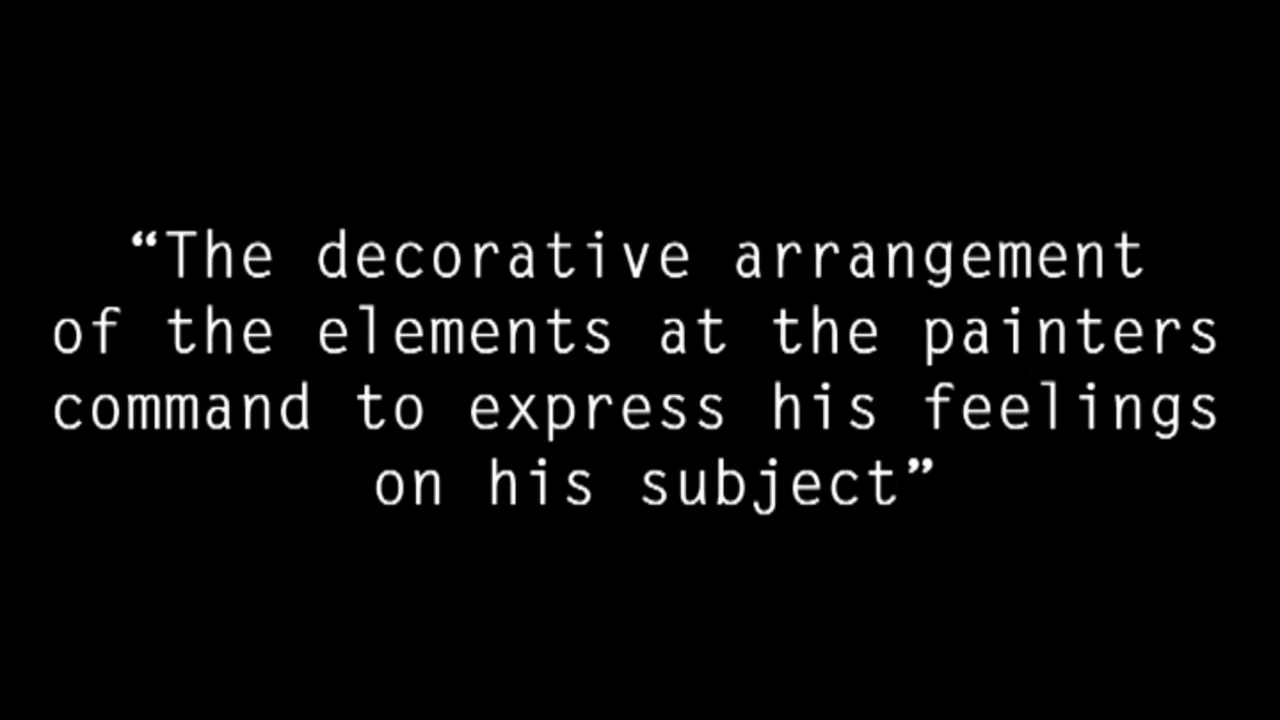 “The decorative arrangement
of the elements at the painters
command to express his feelings
on his subject”